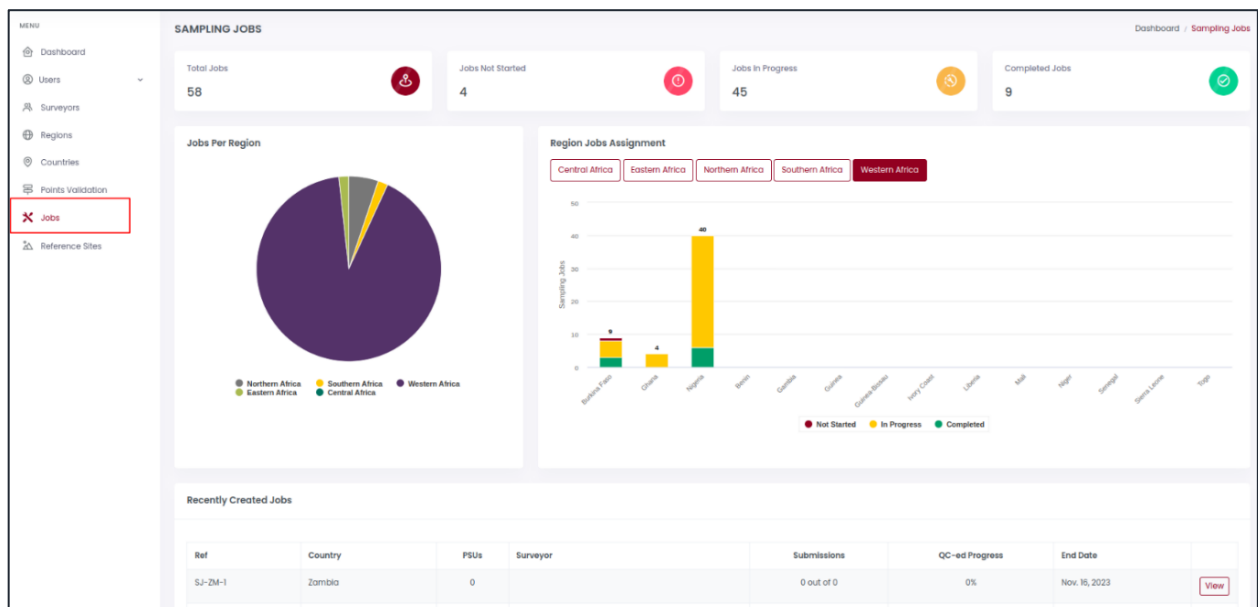 MENU
Dashboard
Users
Surveyors
Regions
Countries
Points Validation
Jobs
Reference Sites
SAMPLING JOBS
Dashboard / Sampling Jobs
Total Jobs
58
Jobs Not Started
4
Jobs In Progress
45
Completed Jobs
9
Jobs Per Region
Northern Africa Southern Africa Western Africa
Eastern Africa Central Africa
Region Jobs Assignment
Central Africa Eastern Africa Northern Africa Southern Africa Western Africa
Sampling Jobs
50
40
30
20
10
0
9
4
40
Burkina Faso Ghana Nigeria Benin Gambia Guinea Guinea-Bissau Ivory Coast Liberia Mali Niger Senegal Sierra Leone Togo
Not Started In Progress Completed
Recently Created Jobs
Ref Country PSUs Surveyor Submissions QC-ed Progress End Date
SJ-ZM-1 Zambia 0 0 out of 0 0% Nov. 16, 2023 View